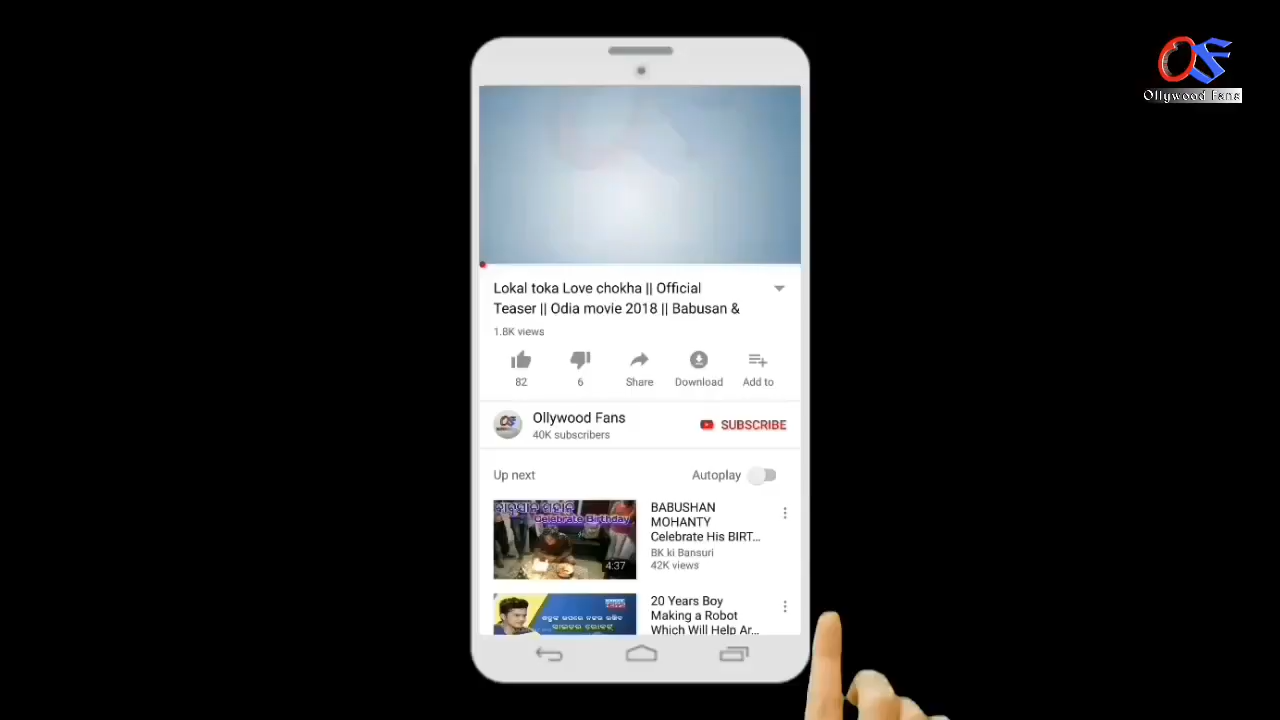 OF
Ollywood Fans
Lokal toka Love chokha || Official
Teaser || Odia movie 2018 || Babusan &
1.8K views
82
6
Share
Download
Add to
Ollywood Fans
40K subscribers
SUBSCRIBE
Up next
Autoplay
Celebrate Birthday
4:37
BABUSHAN
MOHANTY
Celebrate His BIRT...
BK ki Bansuri
42K views
20 Years Boy
Making a Robot
Which Will Help Ar...